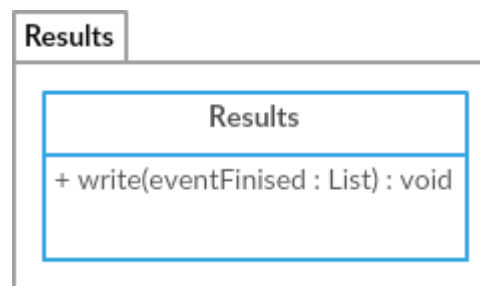 Results
Results
+ write(eventFinised : List) : void